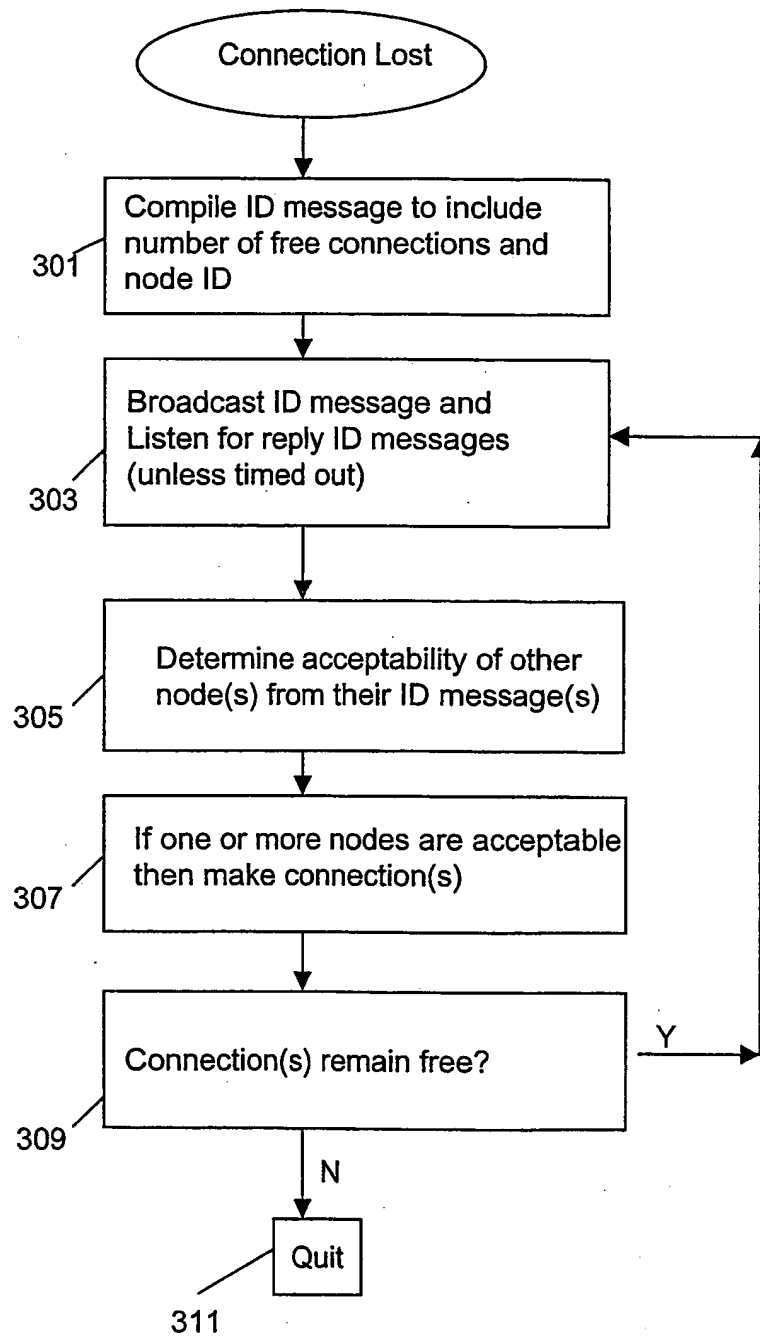 Connection Lost
Compile ID message to include
number of free connections and
node ID
301
Broadcast ID message and
Listen for reply ID messages
(unless timed out)
303
Determine acceptability of other
node(s) from their ID message(s)
305
If one or more nodes are acceptable
then make connection(s)
307
Connection(s) remain free?
Y
309
N
Quit
311